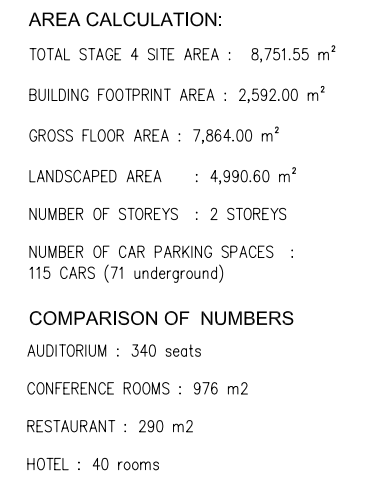 AREA CALCULATION:
TOTAL STAGE 4 SITE AREA : 8,751.55 m²
BUILDING FOOTPRINT AREA : 2,592.00 m²
GROSS FLOOR AREA : 7,864.00 m²
LANDSCAPED AREA : 4,990.60 m²
NUMBER OF STOREYS : 2 STOREYS
NUMBER OF CAR PARKING SPACES :
115 CARS (71 underground)
COMPARISON OF NUMBERS
AUDITORIUM : 340 seats
CONFERENCE ROOMS : 976 m2
RESTAURANT : 290 m2
HOTEL : 40 rooms